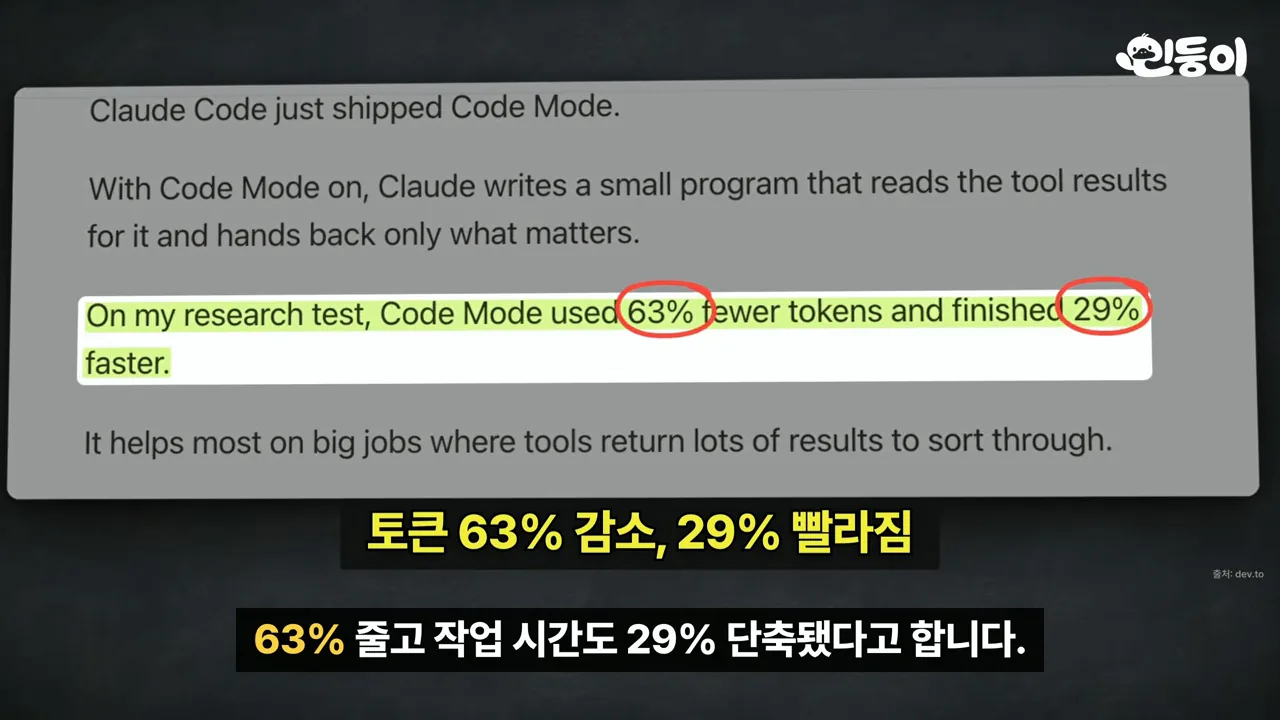 인둥이
Claude Code just shipped Code Mode.
With Code Mode on, Claude writes a small program that reads the tool results
for it and hands back only what matters.
On my research test, Code Mode used 63% fewer tokens and finished 29%
faster.
It helps most on big jobs where tools return lots of results to sort through.
토큰 63% 감소, 29% 빨라짐
출처: dev.to
63% 줄고 작업 시간도 29% 단축됐다고 합니다.